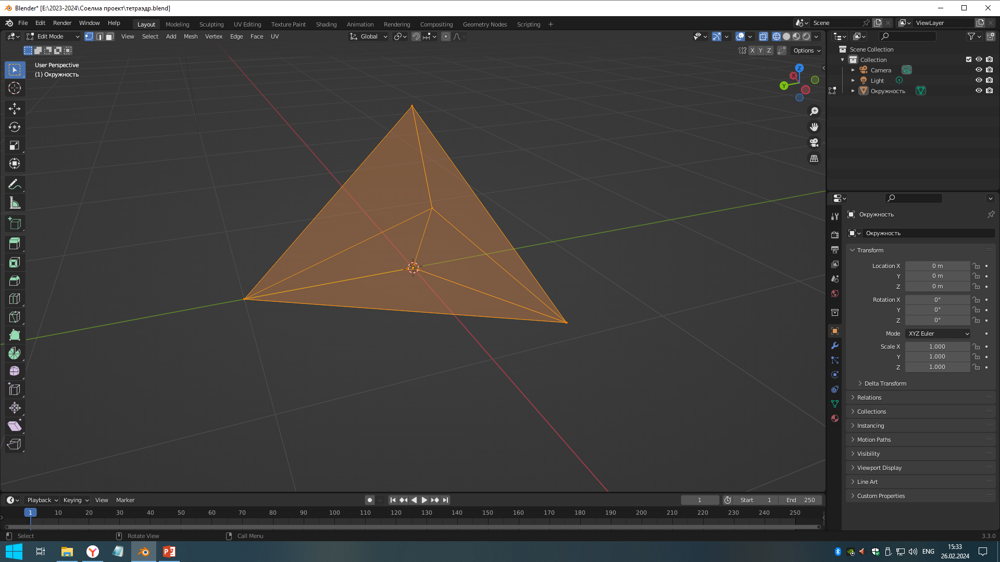 Blender* [E:\2023-2024\Соелма проект\тетраэдр.blend]
File Edit Render Window Help Layout Modeling Sculpting UV Editing Texture Paint Shading Animation Rendering Compositing Geometry Nodes Scripting + Scene ViewLayer
Edit Mode View Select Add Mesh Vertex Edge Face UV Global
X Y Z Options
User Perspective
(1) Окружность
Z
X
Y
Scene Collection
Collection
Camera
Light
Окружность
Окружность
Окружность
Transform
Location X 0 m
Y 0 m
Z 0 m
Rotation X 0°
Y 0°
Z 0°
Mode XYZ Euler
Scale X 1.000
Y 1.000
Z 1.000
Delta Transform
Relations
Collections
Instancing
Motion Paths
Visibility
Viewport Display
Line Art
Custom Properties
Playback Keying View Marker 1 Start 1 End 250
1 10 20 30 40 50 60 70 80 90 100 110 120 130 140 150 160 170 180 190 200 210 220 230 240 250
Select Rotate View Call Menu 3.3.0
ENG 15:33
26.02.2024